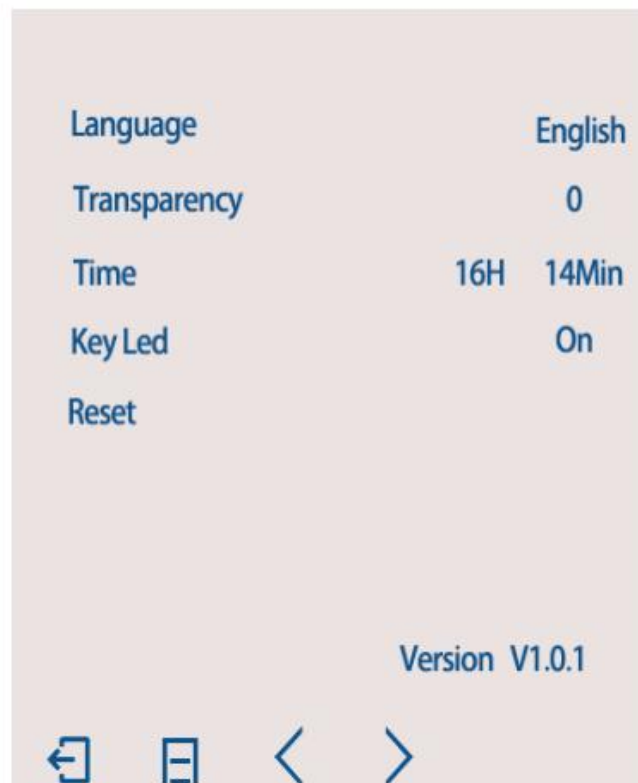 Language English
Transparency 0
Time 16H 14Min
Key Led On
Reset
Version V1.0.1